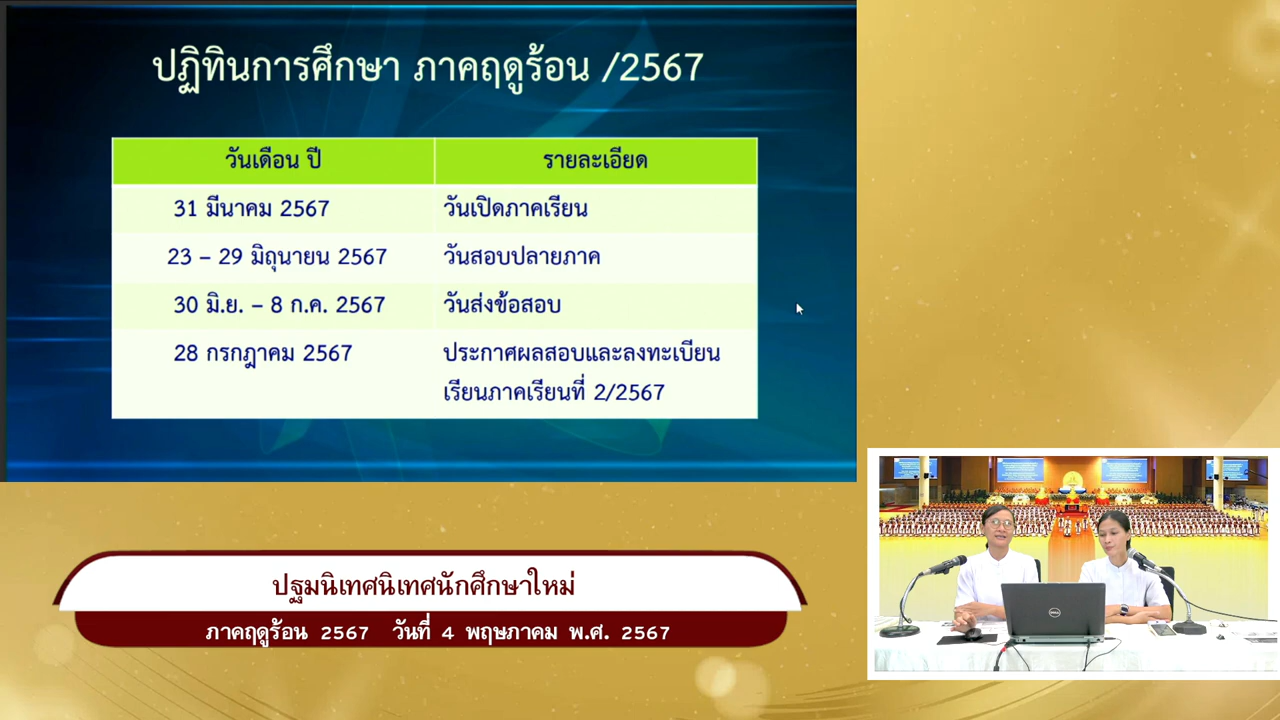 ปฏิทินการศึกษา ภาคฤดูร้อน /2567
วันเดือน ปี รายละเอียด
31 มีนาคม 2567 วันเปิดภาคเรียน
23 – 29 มิถุนายน 2567 วันสอบปลายภาค
30 มิ.ย. – 8 ก.ค. 2567 วันส่งข้อสอบ
28 กรกฎาคม 2567 ประกาศผลสอบและลงทะเบียน
เรียนภาคเรียนที่ 2/2567
ปฐมนิเทศนิเทศนักศึกษาใหม่
ภาคฤดูร้อน 2567 วันที่ 4 พฤษภาคม พ.ศ. 2567
DELL